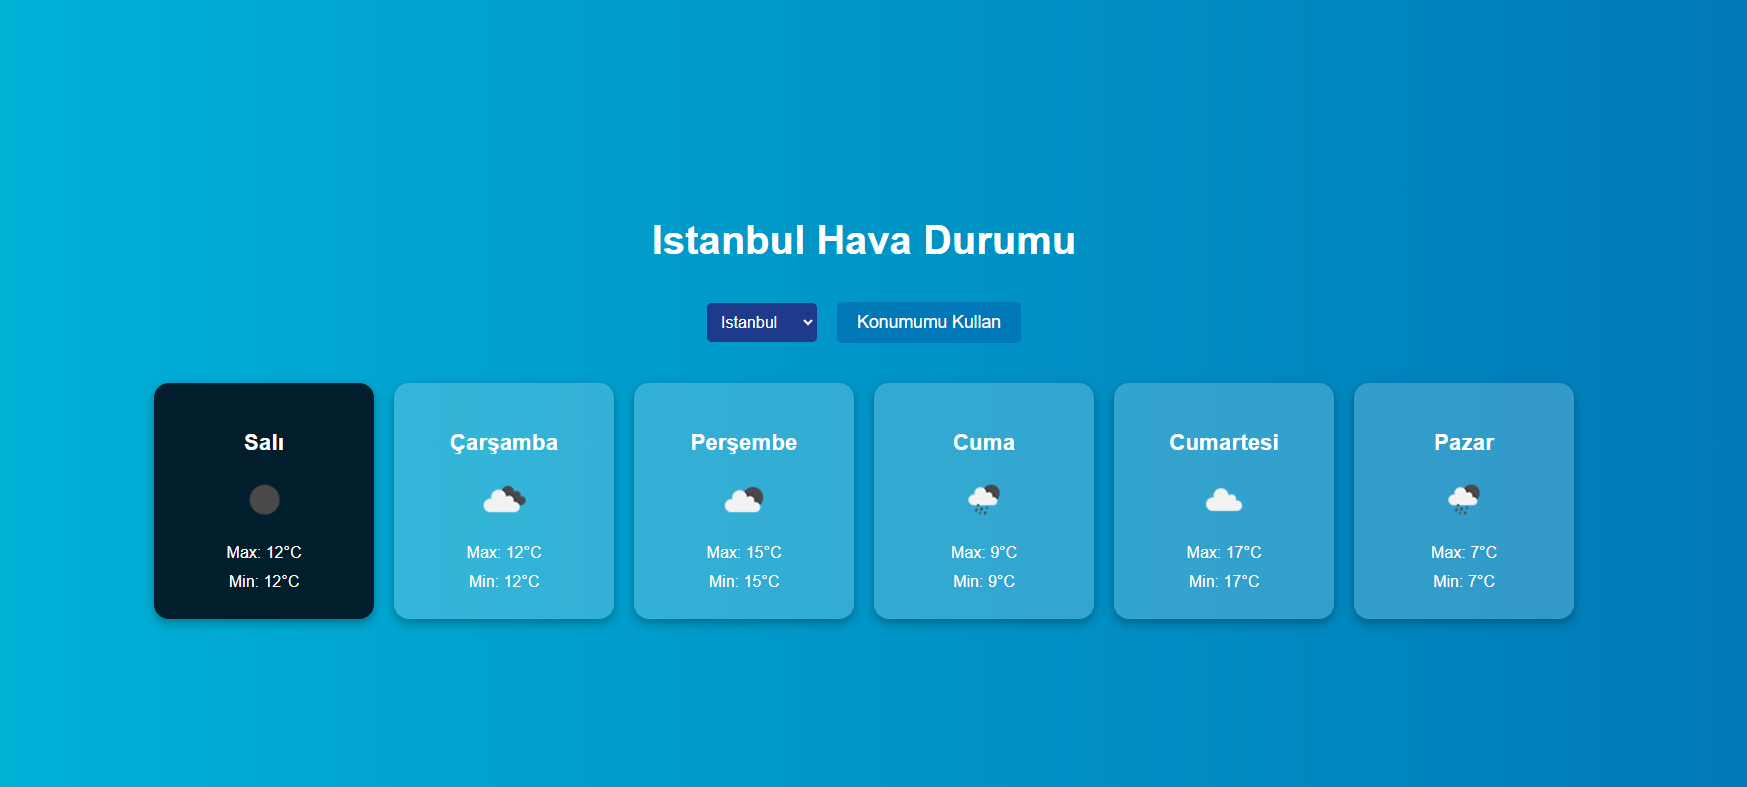 Istanbul Hava Durumu
Istanbul
Konumumu Kullan
Salı
Max: 12°C
Min: 12°C
Çarşamba
Max: 12°C
Min: 12°C
Perşembe
Max: 15°C
Min: 15°C
Cuma
Max: 9°C
Min: 9°C
Cumartesi
Max: 17°C
Min: 17°C
Pazar
Max: 7°C
Min: 7°C